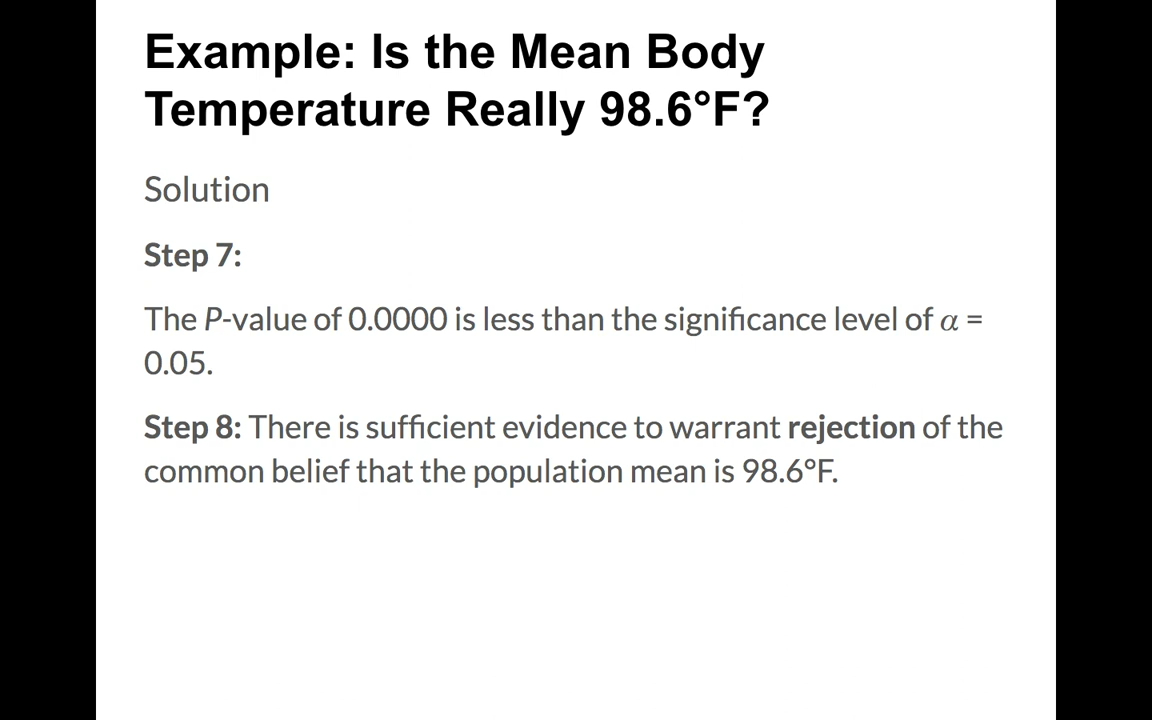 Example: Is the Mean Body
Temperature Really 98.6°F?
Solution
Step 7:
The P-value of 0.0000 is less than the significance level of α =
0.05.
Step 8: There is sufficient evidence to warrant rejection of the
common belief that the population mean is 98.6°F.